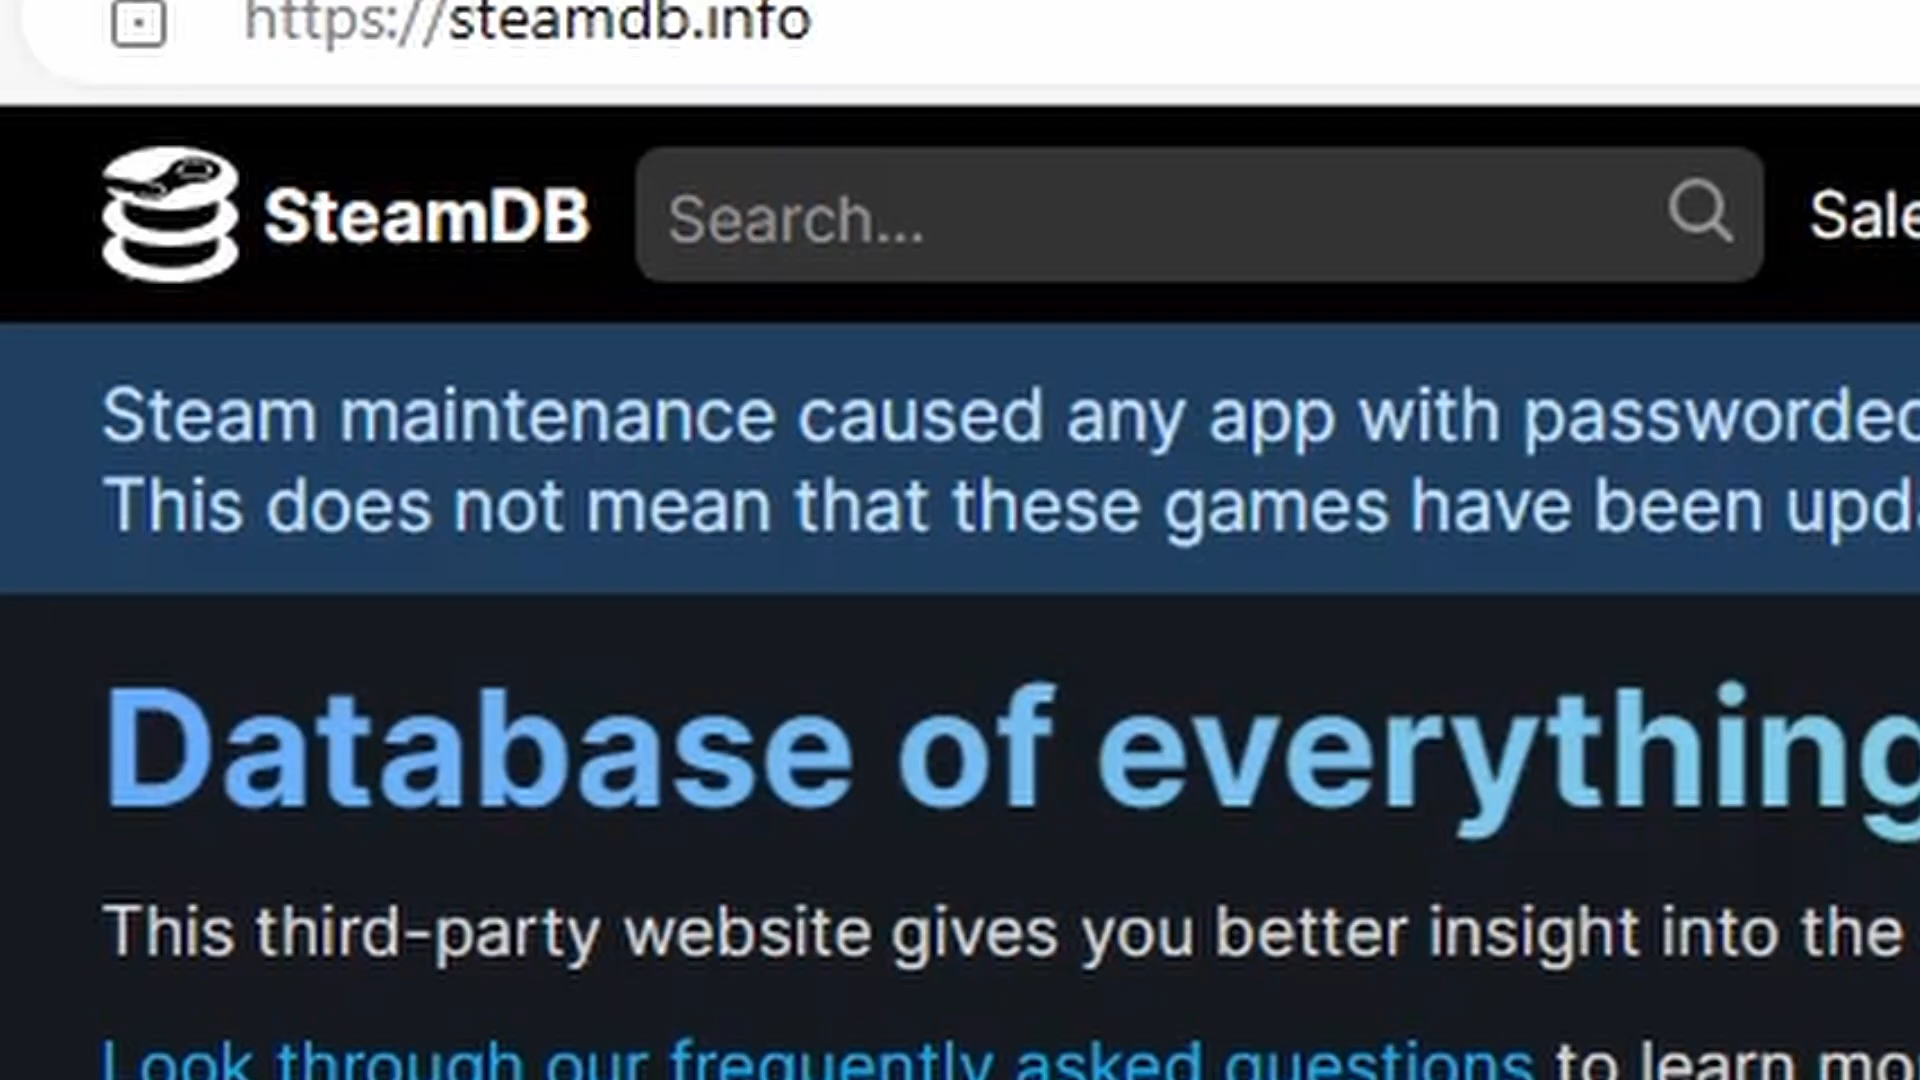 https://steamdb.info
SteamDB
Search...
Sale
Steam maintenance caused any app with passworded
This does not mean that these games have been upda
Database of everything
This third-party website gives you better insight into the
Look through our frequently asked questions to learn mo